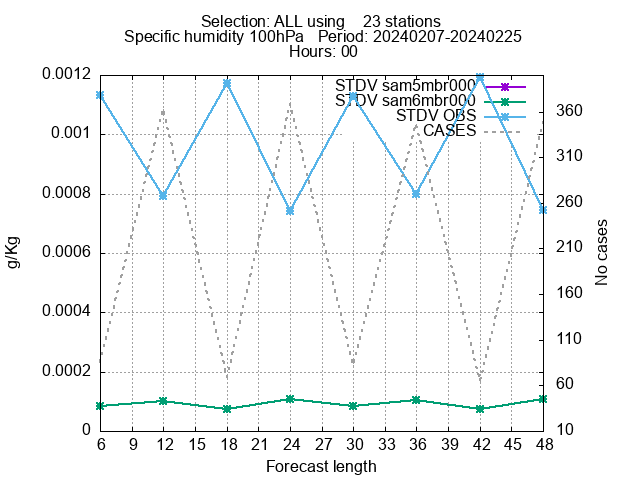 Selection: ALL using    23 stations
Specific humidity 100hPa   Period: 20240207-20240225
Hours: 00
STDV sam5mbr000
STDV sam6mbr000
STDV OBS
CASES
0.0012
0.001
0.0008
0.0006
0.0004
0.0002
0
g/Kg
360
310
260
210
160
110
60
10
No cases
6 9 12 15 18 21 24 27 30 33 36 39 42 45 48
Forecast length